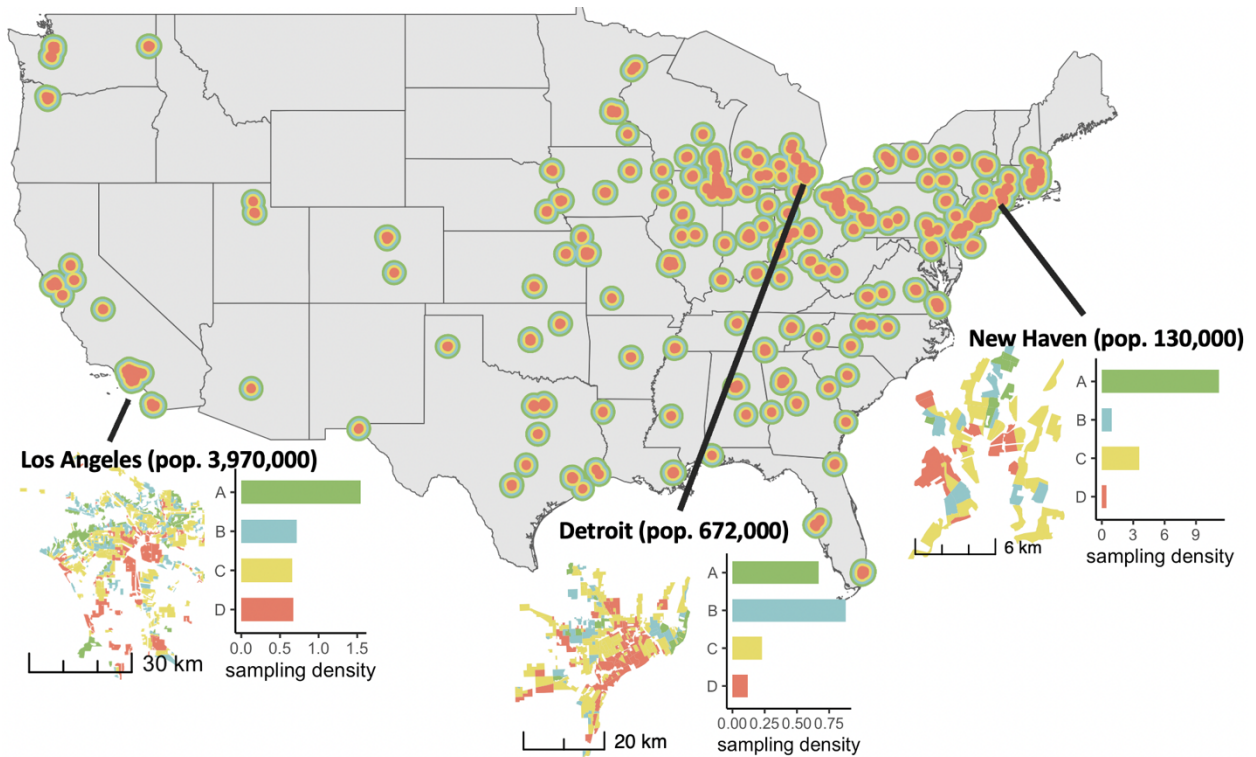 New Haven (pop. 130,000)
A
B
C
D
0 3 6 9
sampling density
6 km
Los Angeles (pop. 3,970,000)
A
B
C
D
0.0 0.5 1.0 1.5
sampling density
30 km
Detroit (pop. 672,000)
A
B
C
D
0.00 0.25 0.50 0.75
sampling density
20 km